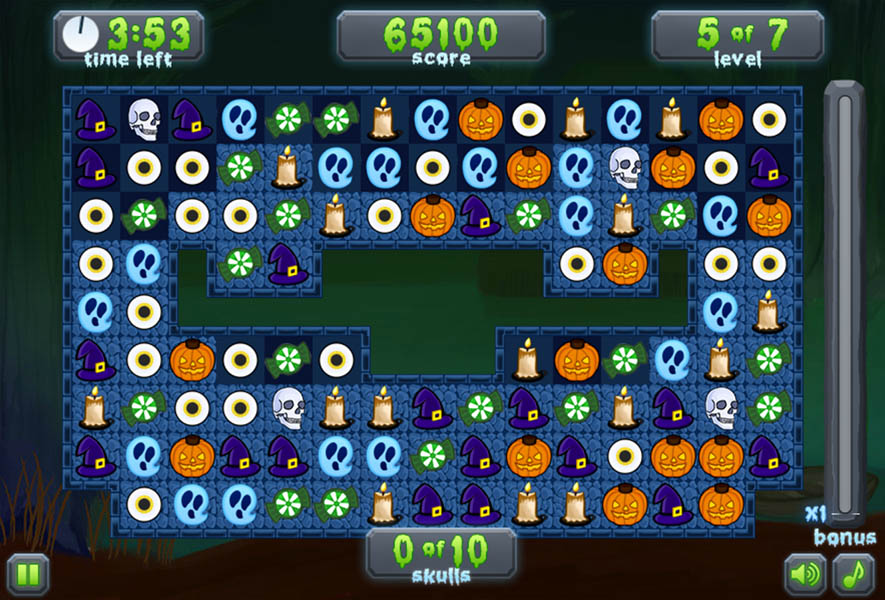 3:53
time left
65100
score
5 of 7
level
x1
bonus
0 of 10
skulls